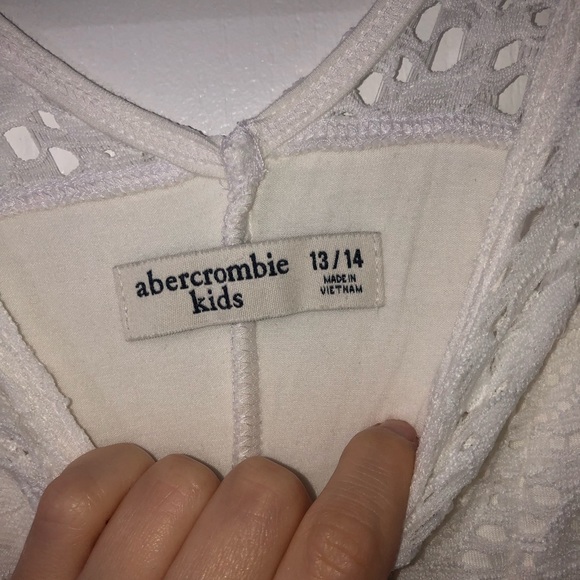 abercrombie
kids
13/14
MADE IN
VIETNAM